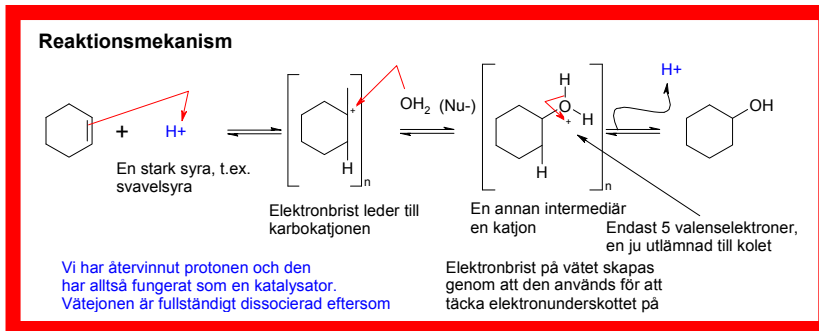 Reaktionsmekanism
H+
H
O
H
+
+
H+
+
OH2 (Nu-)
OH
H
n
H
n
En stark syra, t.ex.
svavelsyra
Elektronbrist leder till
karbokatjonen
En annan intermediär
en katjon
Endast 5 valenselektroner,
en ju utlämnad till kolet
Vi har återvinnut protonen och den
har alltså fungerat som en katalysator.
Vätejonen är fullständigt dissocierad eftersom
Elektronbrist på vätet skapas
genom att den används för att
täcka elektronunderskottet på